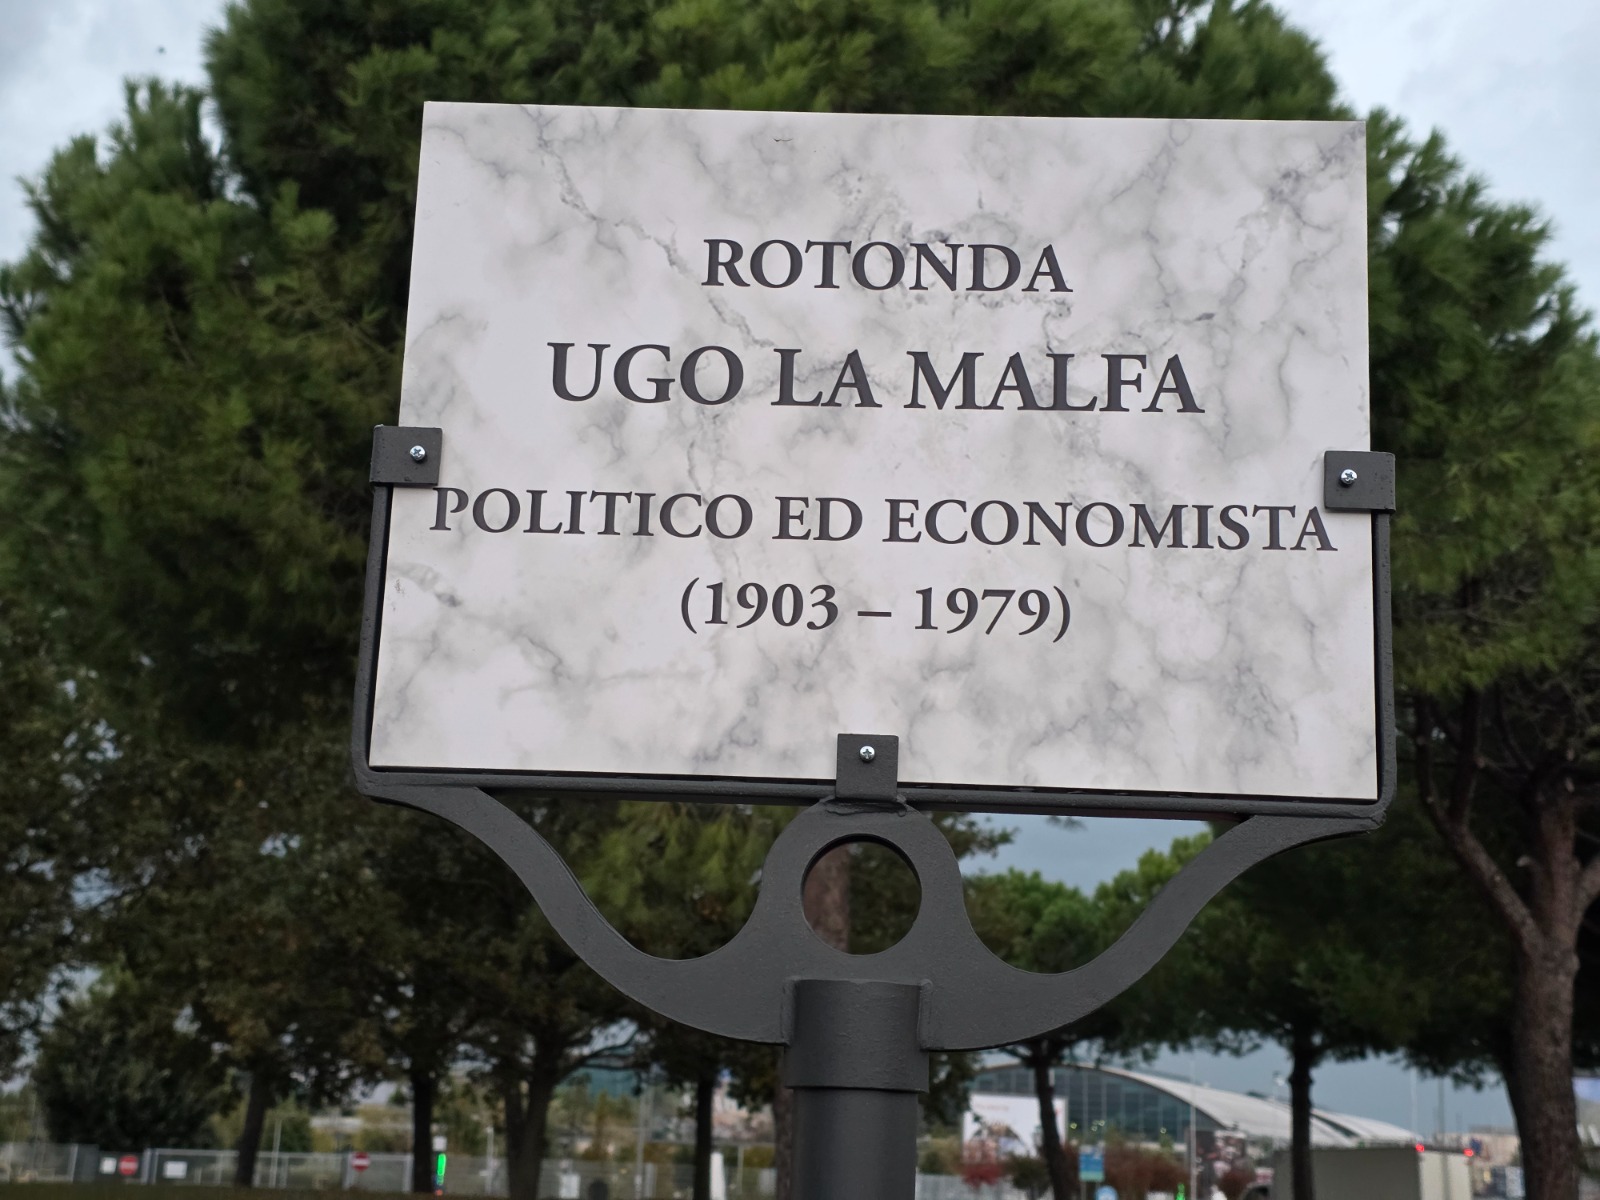 ROTONDA
UGO LA MALFA
POLITICO ED ECONOMISTA
(1903 – 1979)